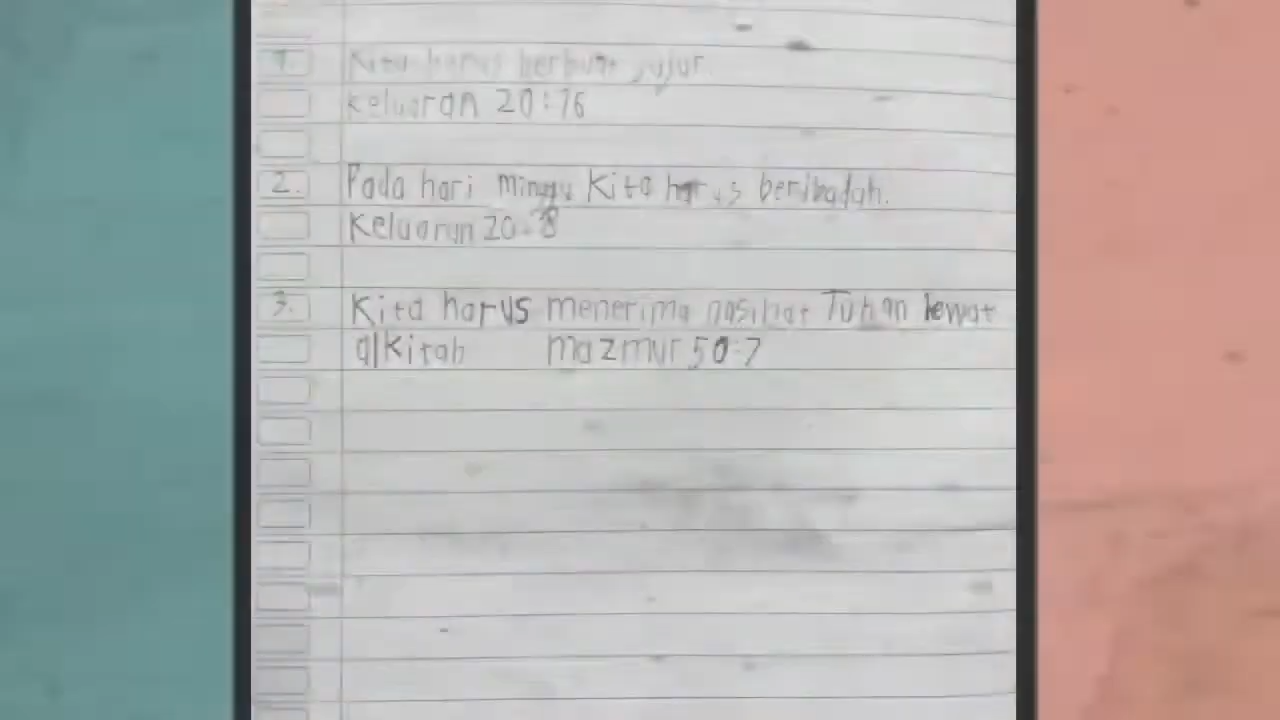 1. Kita harus berbuat jujur.
Keluaran 20:16
2. Pada hari minggu Kita harus beribadah.
Keluaran 20:8
3. Kita harus menerima nasihat Tuhan lewat
alkitab mazmur 50:7